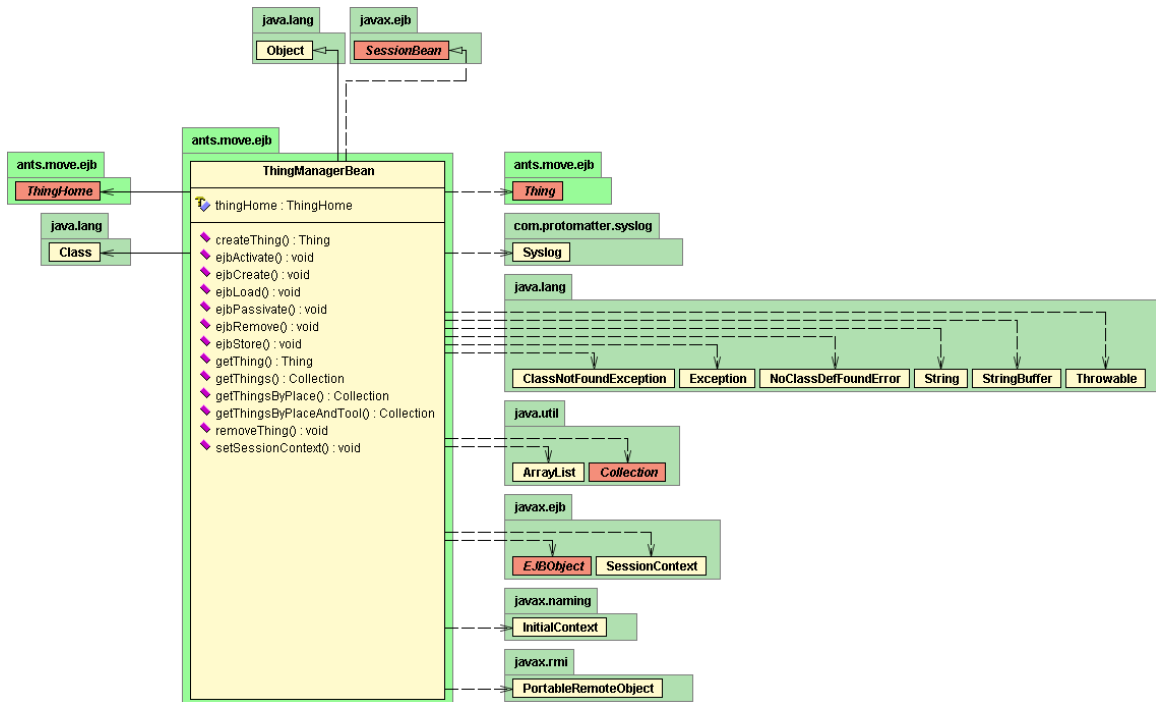 java.lang
javax.ejb
Object
SessionBean
ants.move.ejb
ThingHome
java.lang
Class
ants.move.ejb
ThingManagerBean
thingHome : ThingHome
createThing() : Thing
ejbActivate() : void
ejbCreate() : void
ejbLoad() : void
ejbPassivate() : void
ejbRemove() : void
ejbStore() : void
getThing() : Thing
getThings() : Collection
getThingsByPlace() : Collection
getThingsByPlaceAndTool() : Collection
removeThing() : void
setSessionContext() : void
ants.move.ejb
Thing
com.protomatter.syslog
Syslog
java.lang
ClassNotFoundException
Exception
NoClassDefFoundError
String
StringBuffer
Throwable
java.util
ArrayList
Collection
javax.ejb
EJBObject
SessionContext
javax.naming
InitialContext
javax.rmi
PortableRemoteObject